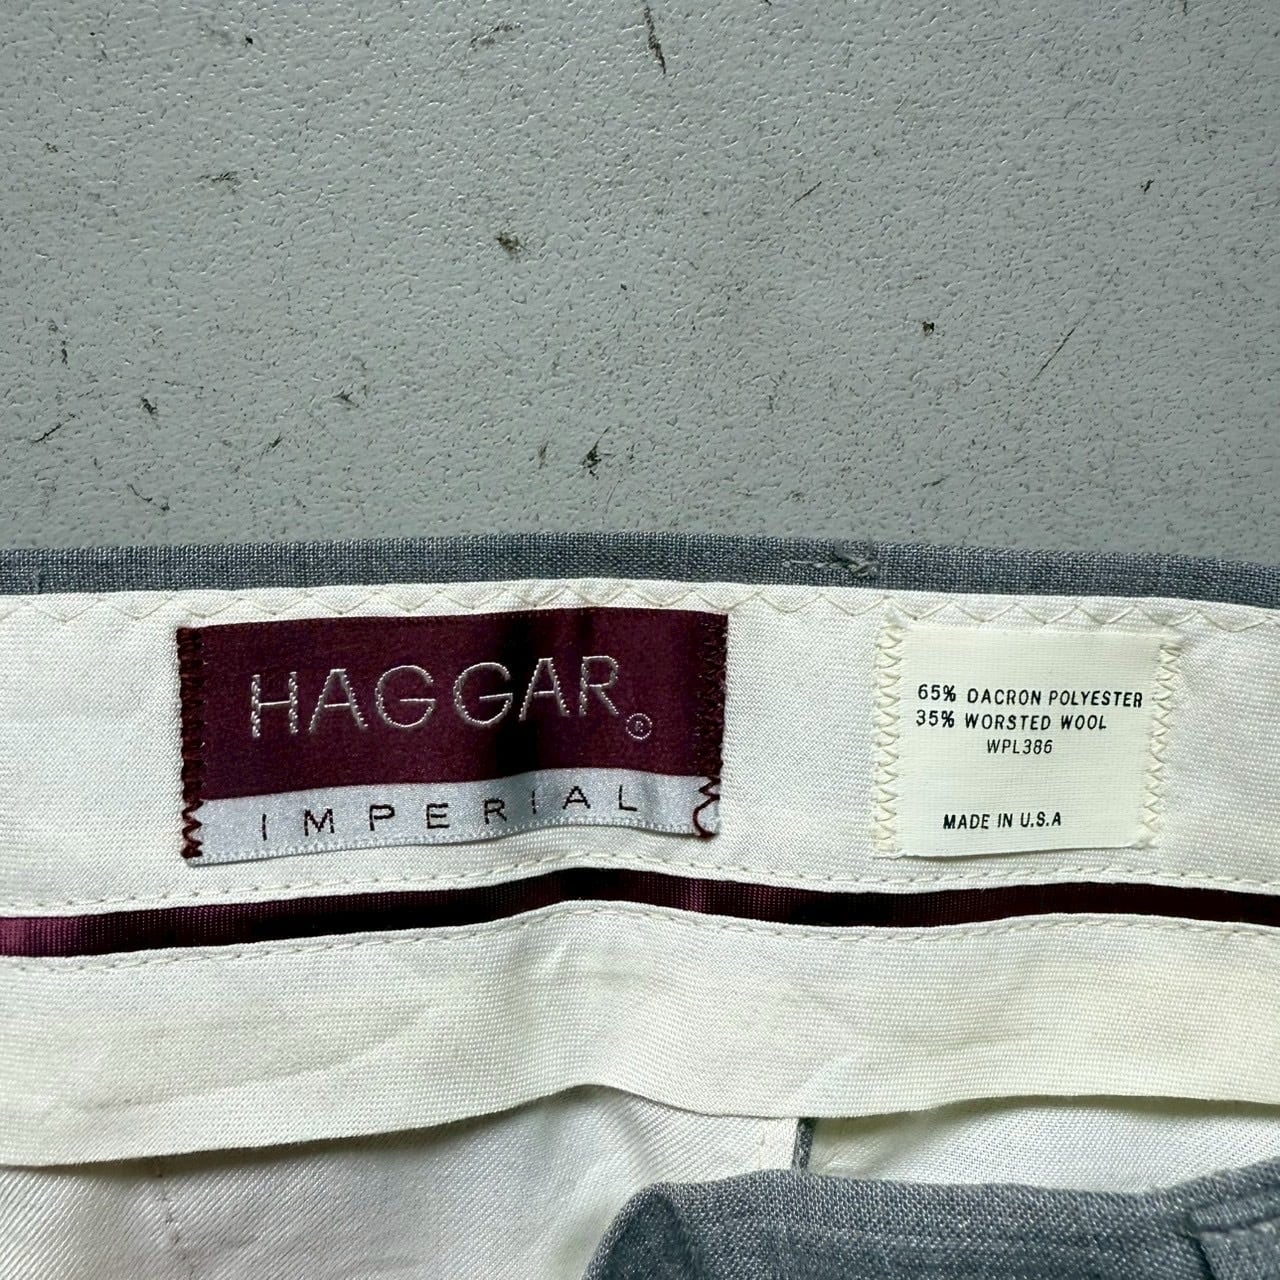 HAGGAR®
IMPERIAL
65% DACRON POLYESTER
35% WORSTED WOOL
WPL386
MADE IN U.S.A